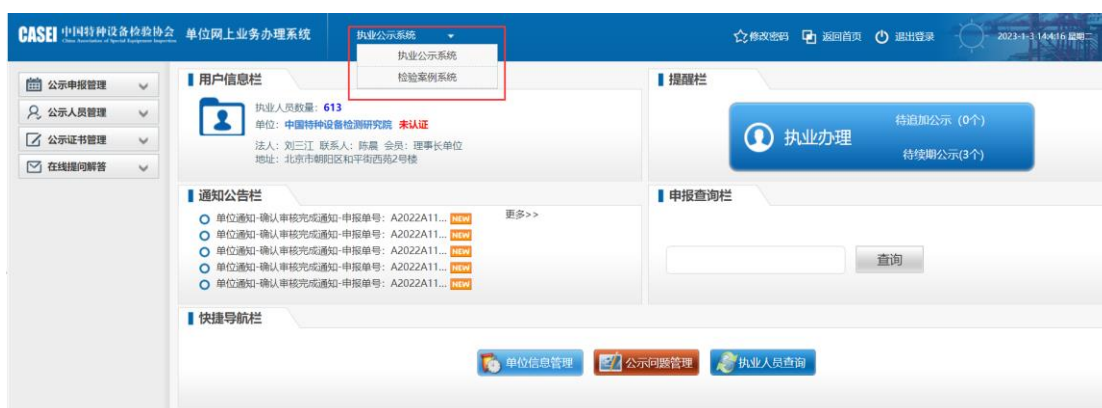 CASEI 中国特种设备检验协会 单位网上业务办理系统 执业公示系统 修改密码 返回首页 退出登录 2023-1-3 14:4:16 星期二
China Association of Special Equipment Inspection
执业公示系统
检验案例系统
公示申报管理
公示人员管理
公示证书管理
在线提问解答
用户信息栏
执业人员数量：613
单位：中国特种设备检测研究院 未认证
法人：刘三江 联系人：陈晨 会员：理事长单位
地址：北京市朝阳区和平街西苑2号楼
提醒栏
执业办理
待追加公示 (0个)
待续期公示(3个)
通知公告栏
更多>>
单位通知-确认审核完成通知-申报单号：A2022A11... NEW
单位通知-确认审核完成通知-申报单号：A2022A11... NEW
单位通知-确认审核完成通知-申报单号：A2022A11... NEW
单位通知-确认审核完成通知-申报单号：A2022A11... NEW
单位通知-确认审核完成通知-申报单号：A2022A11... NEW
申报查询栏
查询
快捷导航栏
单位信息管理 公示问题管理 执业人员查询